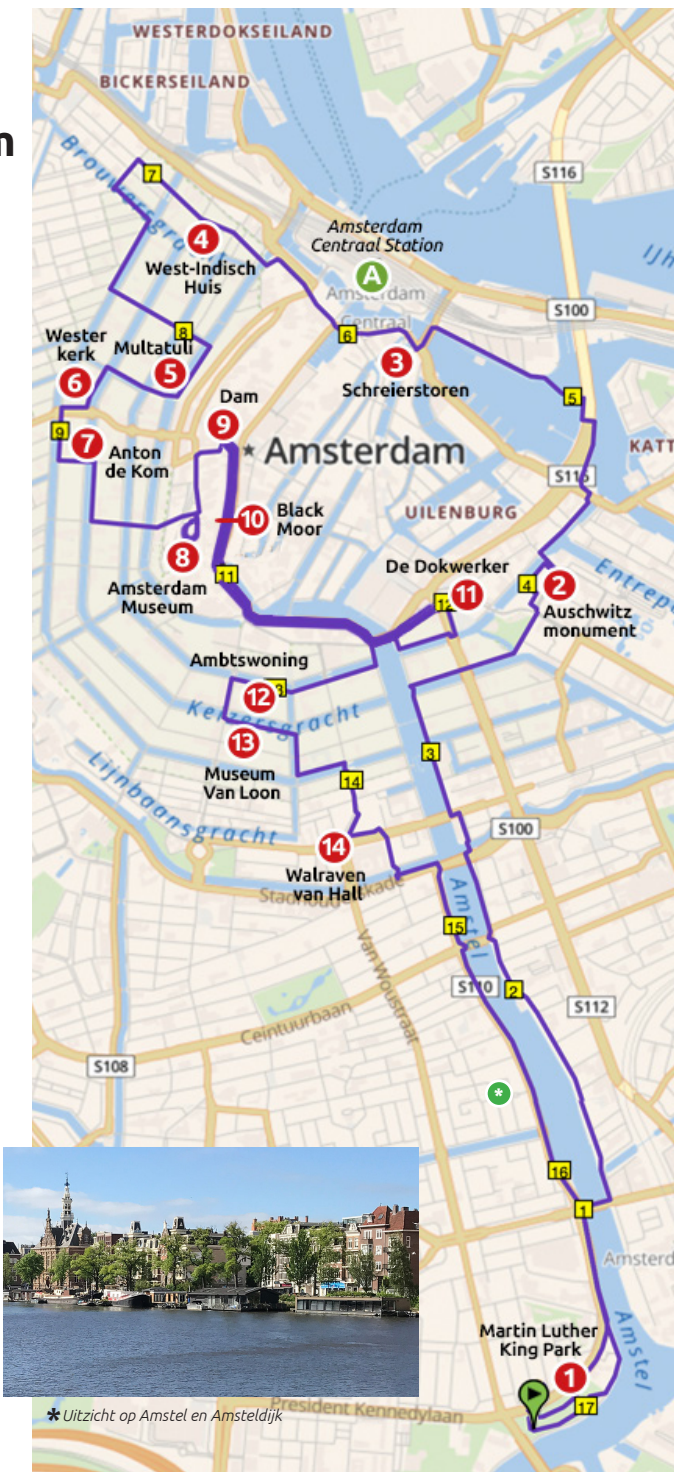 n
WESTERDOKSEILAND
BICKERSEILAND
S116
7
Brouwersgracht
4
West-Indisch
Huis
Amsterdam
Centraal Station
A
Amsterdam
Centraal
IJh
S100
6
8
Wester
kerk
Multatuli
6
5
3
Schreierstoren
5
Dam
9
9
7
Anton
de Kom
Amsterdam
KATT
S116
10
Black
Moor
UILENBURG
8
Amsterdam
Museum
11
De Dokwerker
11
4
2
Auschwitz
monument
Entrep
Ambtswoning
12
Keizersgracht
13
Museum
Van Loon
3
14
Lijnbaansgracht
S100
14
Walraven
van Hall
Stadhouderskade
Amstel
15
Van Woustraat
S110
2
S112
Ceintuurbaan
S108
*
16
1
Amsterd
Martin Luther
King Park
1
Amstel
17
President Kennedylaan
* Uitzicht op Amstel en Amsteldijk